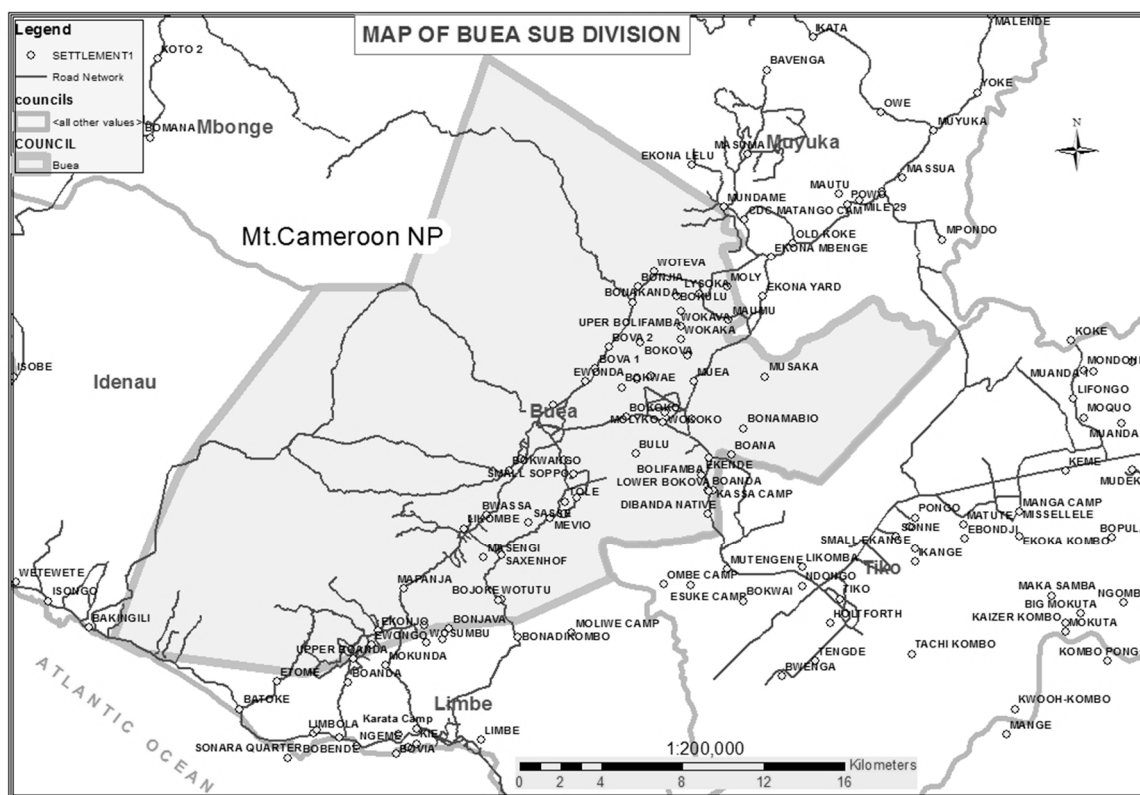 MAP OF BUEA SUB DIVISION
Legend
SETTLEMENT1
Road Network
councils
<all other values>
COUNCIL
Buea
KOTO 2
BOMANA
Mbonge
IKATA
MALENDE
BAVENGA
YOKE
OWE
MUYUKA
MASUMA
Muyuka
EKONA LELU
MASSUA
MAUTU
POWO
MILE 29
MUNDAME
CDC MATANGO CAM
N
MPONDO
OLD KOKE
EKONA MBENGE
Mt.Cameroon NP
WOTEVA
BONJIA
LYSOKA
MOLY
BONAKANDA
BOKULU
EKONA YARD
UPER BOLIFAMBA
WOKAVA
MAUMU
WOKAKA
BOVA 2
BOKOVA
KOKE
BOVA 1
ISOBE
Idenau
EWONDA
BOKWAE
MUEA
MUSAKA
MUANDA
MONDONI
LIFONGO
Buea
BOKOKO
MOLYKO
WOKOKO
BONAMABIO
MOQUO
MUANDA
BULU
BOANA
BOKWANGO
SMALL SOPPO
BOLIFAMBA
EKENDE
KEME
LOWER BOKOVA
BOANDA
MUDEK
TOLE
KASSA CAMP
BWASSA
SASSE
DIBANDA NATIVE
LIKOMBE
MEVIO
PONGO
MANGA CAMP
SONNE
MATUTE
MISSELLELE
SMALL EKANGE
EBONDJI
EKOKA KOMBO
BOPUL
MASENGI
SAXENHOF
IKANGE
MUTENGENE
LIKOMBA
Tiko
WETEWETE
ISONGO
MAPANJA
BOJOKE
WOTUTU
OMBE CAMP
ESUKE CAMP
BOKWAI
NDONGO
TIKO
MAKA SAMBA
NGOMB
BIG MOKUTA
HOLTFORTH
KAIZER KOMBO
MOKUTA
BAKINGILI
EKONJO
EWONGO
WOSUMBU
BONJAVA
BONADIKOMBO
MOLIWE CAMP
UPPER BOANDA
MOKUNDA
TENGDE
TACHI KOMBO
KOMBO PONG
BWENGA
ETOME
BOANDA
ATLANTIC OCEAN
BATOKE
Limbe
KWOOH-KOMBO
MANGE
LIMBOLA
Karata Camp
KIE
LIMBE
SONARA QUARTER
BOBENDE
NGEME
BOVIA
1:200,000
Kilometers
0 2 4 8 12 16